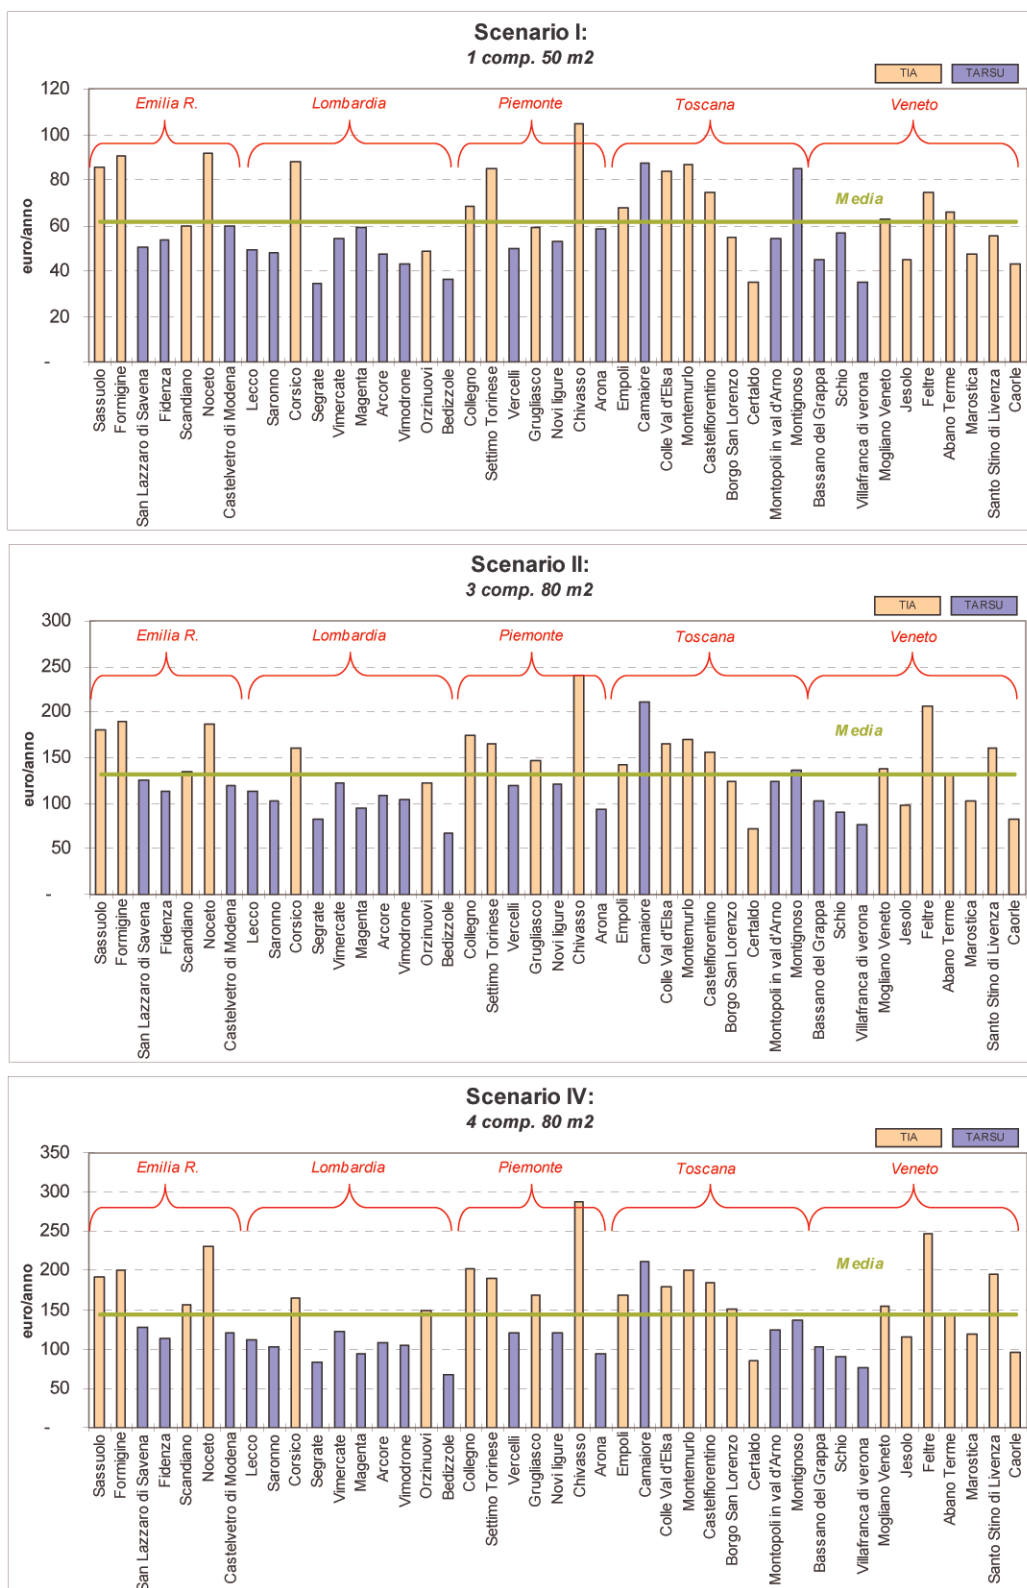 Scenario I:
1 comp. 50 m2
TIA TARSU
120
100
80
60
40
20
-
euro/anno
Emilia R. Lombardia Piemonte Toscana Veneto
Media
Sassuolo
Formigine
San Lazzaro di Savena
Fidenza
Scandiano
Noceto
Castelvetro di Modena
Lecco
Saronno
Corsico
Segrate
Vimercate
Magenta
Arcore
Vimodrone
Orzinuovi
Bedizzole
Collegno
Settimo Torinese
Vercelli
Grugliasco
Novi ligure
Chivasso
Arona
Empoli
Camaiore
Colle Val d'Elsa
Montemurlo
Castelfiorentino
Borgo San Lorenzo
Certaldo
Montopoli in val d'Arno
Montignoso
Bassano del Grappa
Schio
Villafranca di verona
Mogliano Veneto
Jesolo
Feltre
Abano Terme
Marostica
Santo Stino di Livenza
Caorle
Scenario II:
3 comp. 80 m2
TIA TARSU
300
250
200
150
100
50
-
euro/anno
Emilia R. Lombardia Piemonte Toscana Veneto
Media
Sassuolo
Formigine
San Lazzaro di Savena
Fidenza
Scandiano
Noceto
Castelvetro di Modena
Lecco
Saronno
Corsico
Segrate
Vimercate
Magenta
Arcore
Vimodrone
Orzinuovi
Bedizzole
Collegno
Settimo Torinese
Vercelli
Grugliasco
Novi ligure
Chivasso
Arona
Empoli
Camaiore
Colle Val d'Elsa
Montemurlo
Castelfiorentino
Borgo San Lorenzo
Certaldo
Montopoli in val d'Arno
Montignoso
Bassano del Grappa
Schio
Villafranca di verona
Mogliano Veneto
Jesolo
Feltre
Abano Terme
Marostica
Santo Stino di Livenza
Caorle
Scenario IV:
4 comp. 80 m2
TIA TARSU
350
300
250
200
150
100
50
-
euro/anno
Emilia R. Lombardia Piemonte Toscana Veneto
Media
Sassuolo
Formigine
San Lazzaro di Savena
Fidenza
Scandiano
Noceto
Castelvetro di Modena
Lecco
Saronno
Corsico
Segrate
Vimercate
Magenta
Arcore
Vimodrone
Orzinuovi
Bedizzole
Collegno
Settimo Torinese
Vercelli
Grugliasco
Novi ligure
Chivasso
Arona
Empoli
Camaiore
Colle Val d'Elsa
Montemurlo
Castelfiorentino
Borgo San Lorenzo
Certaldo
Montopoli in val d'Arno
Montignoso
Bassano del Grappa
Schio
Villafranca di verona
Mogliano Veneto
Jesolo
Feltre
Abano Terme
Marostica
Santo Stino di Livenza
Caorle